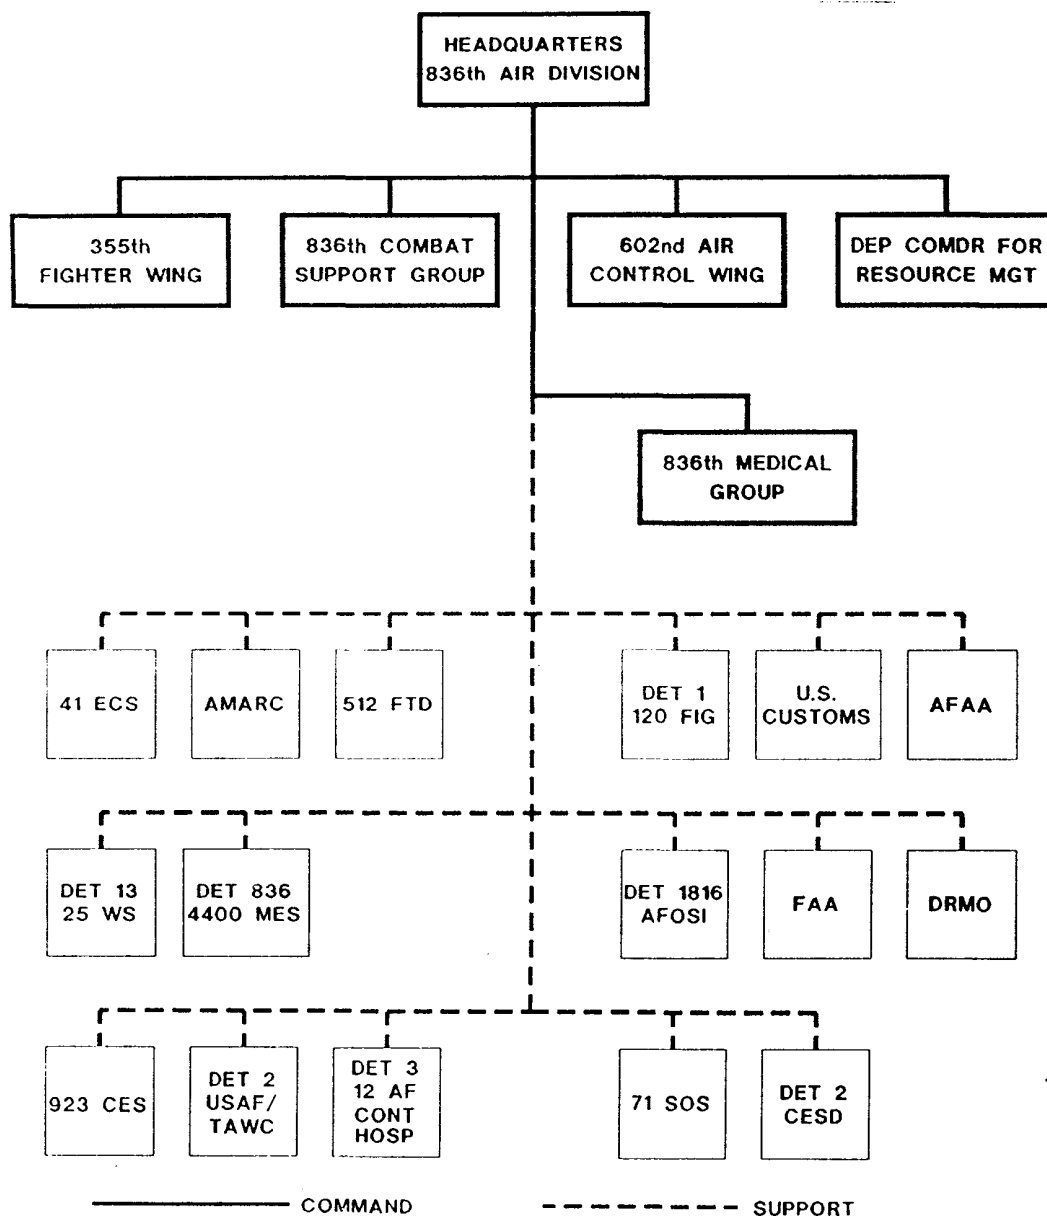 HEADQUARTERS
836th AIR DIVISION
355th
FIGHTER WING
836th COMBAT
SUPPORT GROUP
602nd AIR
CONTROL WING
DEP COMDR FOR
RESOURCE MGT
836th MEDICAL
GROUP
41 ECS
AMARC
512 FTD
DET 1
120 FIG
U.S.
CUSTOMS
AFAA
DET 13
25 WS
DET 836
4400 MES
DET 1816
AFOSI
FAA
DRMO
923 CES
DET 2
USAF/
TAWC
DET 3
12 AF
CONT
HOSP
71 SOS
DET 2
CESD
COMMAND
SUPPORT